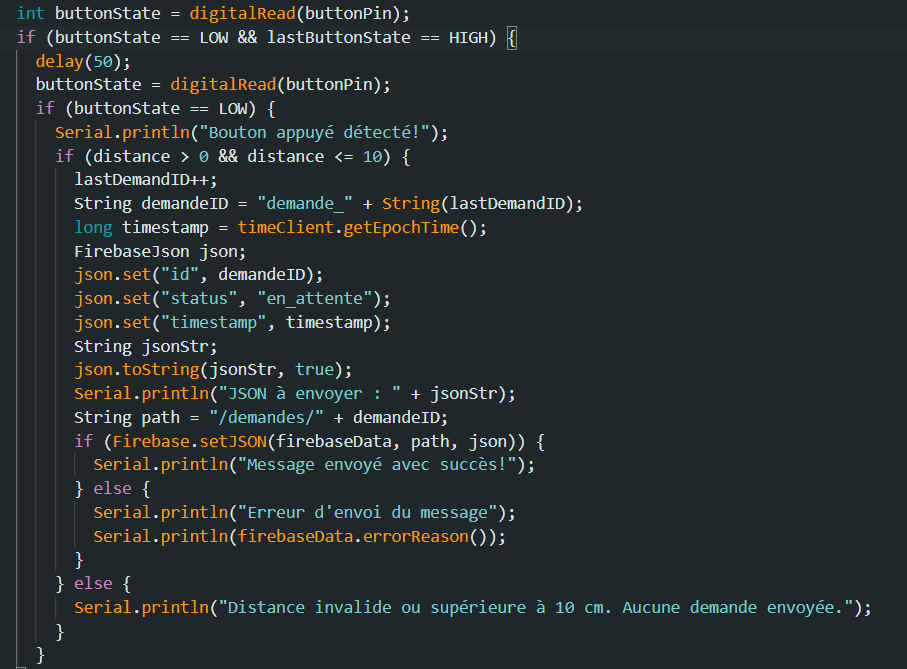 int buttonState = digitalRead(buttonPin);
if (buttonState == LOW && lastButtonState == HIGH) {
delay(50);
buttonState = digitalRead(buttonPin);
if (buttonState == LOW) {
Serial.println("Bouton appuyé détecté!");
if (distance > 0 && distance <= 10) {
lastDemandID++;
String demandeID = "demande_" + String(lastDemandID);
long timestamp = timeClient.getEpochTime();
FirebaseJson json;
json.set("id", demandeID);
json.set("status", "en_attente");
json.set("timestamp", timestamp);
String jsonStr;
json.toString(jsonStr, true);
Serial.println("JSON à envoyer : " + jsonStr);
String path = "/demandes/" + demandeID;
if (Firebase.setJSON(firebaseData, path, json)) {
Serial.println("Message envoyé avec succès!");
} else {
Serial.println("Erreur d'envoi du message");
Serial.println(firebaseData.errorReason());
}
} else {
Serial.println("Distance invalide ou supérieure à 10 cm. Aucune demande envoyée.");
}
}